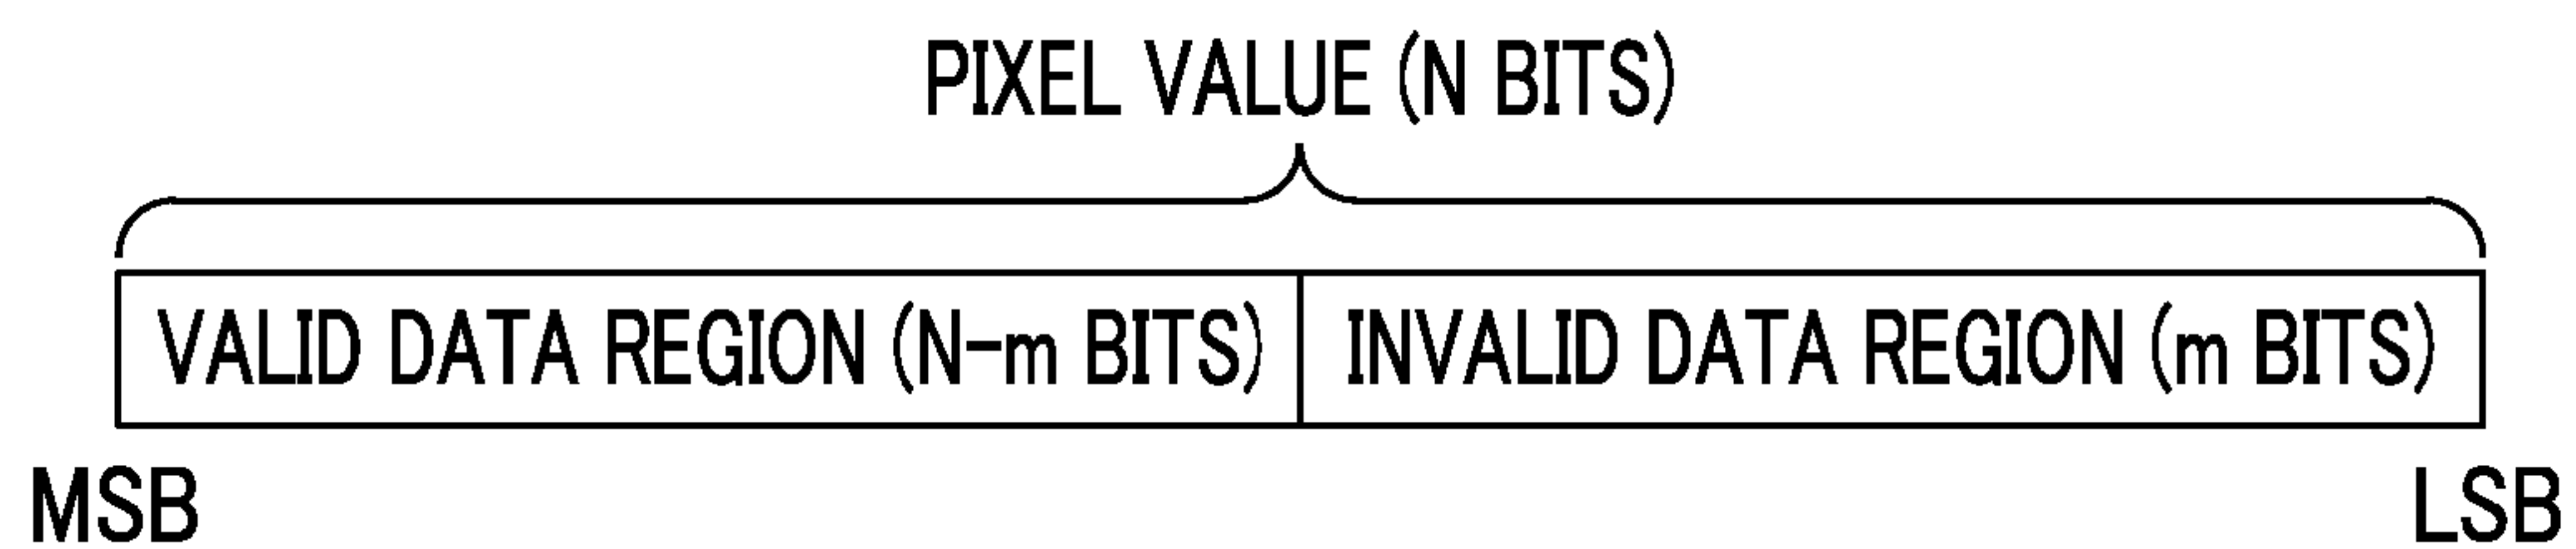 PIXEL VALUE (N BITS)
VALID DATA REGION (N-m BITS) INVALID DATA REGION (m BITS)
MSB LSB